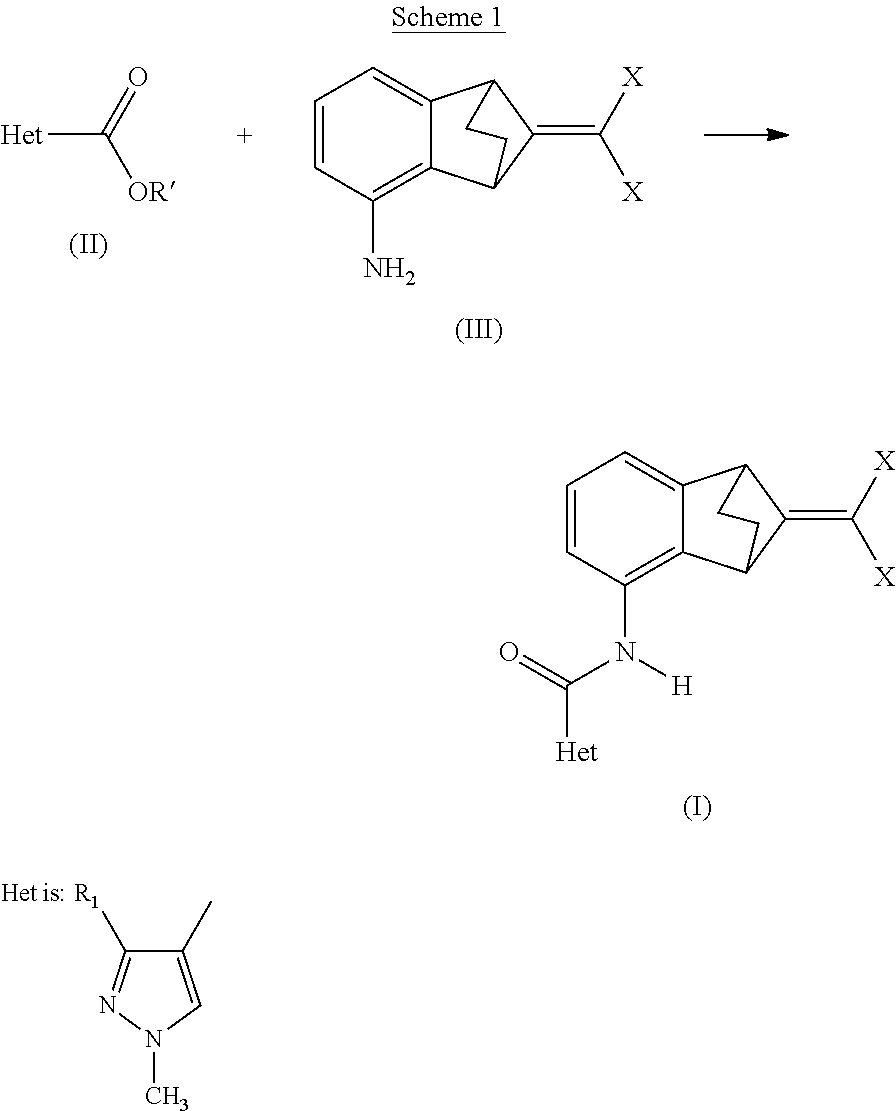 Scheme 1
O
Het
OR′
(II)
+
X
X
NH2
(III)
X
X
O
N
H
Het
(I)
Het is: R1
N
N
CH3